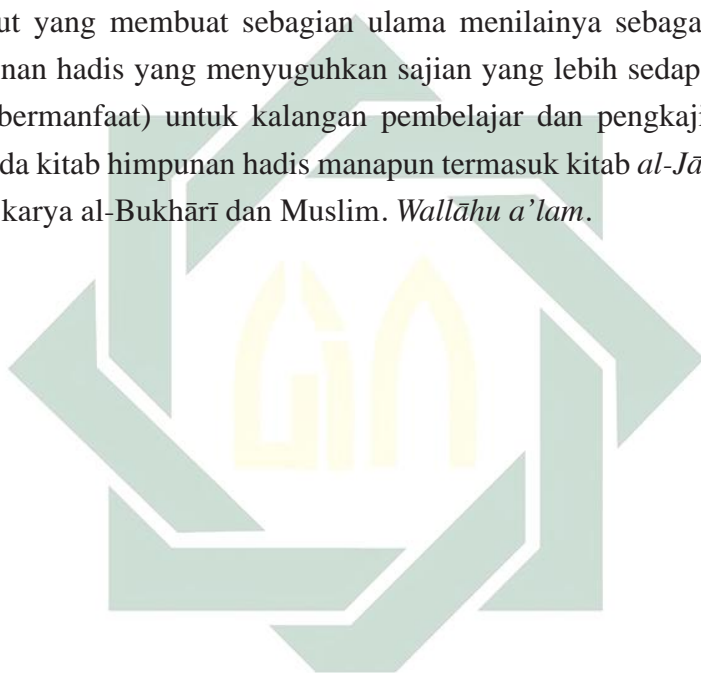 ut yang membuat sebagian ulama menilainya sebaga
nan hadis yang menyuguhkan sajian yang lebih sedap
bermanfaat) untuk kalangan pembelajar dan pengkaji
da kitab himpunan hadis manapun termasuk kitab al-Jā
karya al-Bukhārī dan Muslim. Wallāhu a’lam.